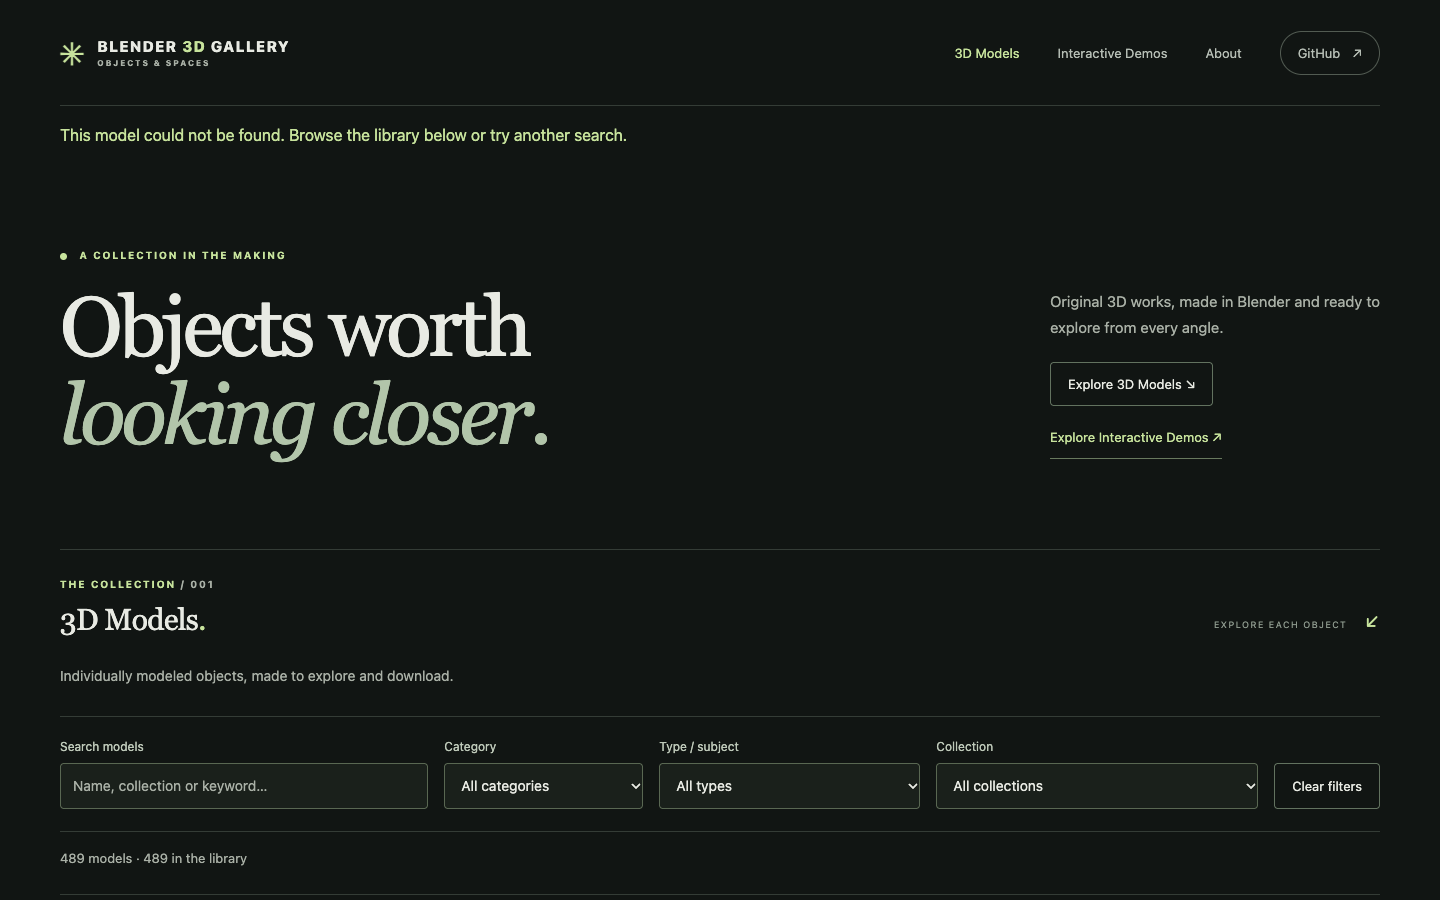 BLENDER 3D GALLERY
OBJECTS & SPACES
3D Models
Interactive Demos
About
GitHub ↗
This model could not be found. Browse the library below or try another search.
A COLLECTION IN THE MAKING
Objects worth
looking closer.
Original 3D works, made in Blender and ready to
explore from every angle.
Explore 3D Models ↘
Explore Interactive Demos ↗
THE COLLECTION / 001
3D Models.
EXPLORE EACH OBJECT ↙
Individually modeled objects, made to explore and download.
Search models
Category
Type / subject
Collection
Name, collection or keyword...
All categories
All types
All collections
Clear filters
489 models · 489 in the library